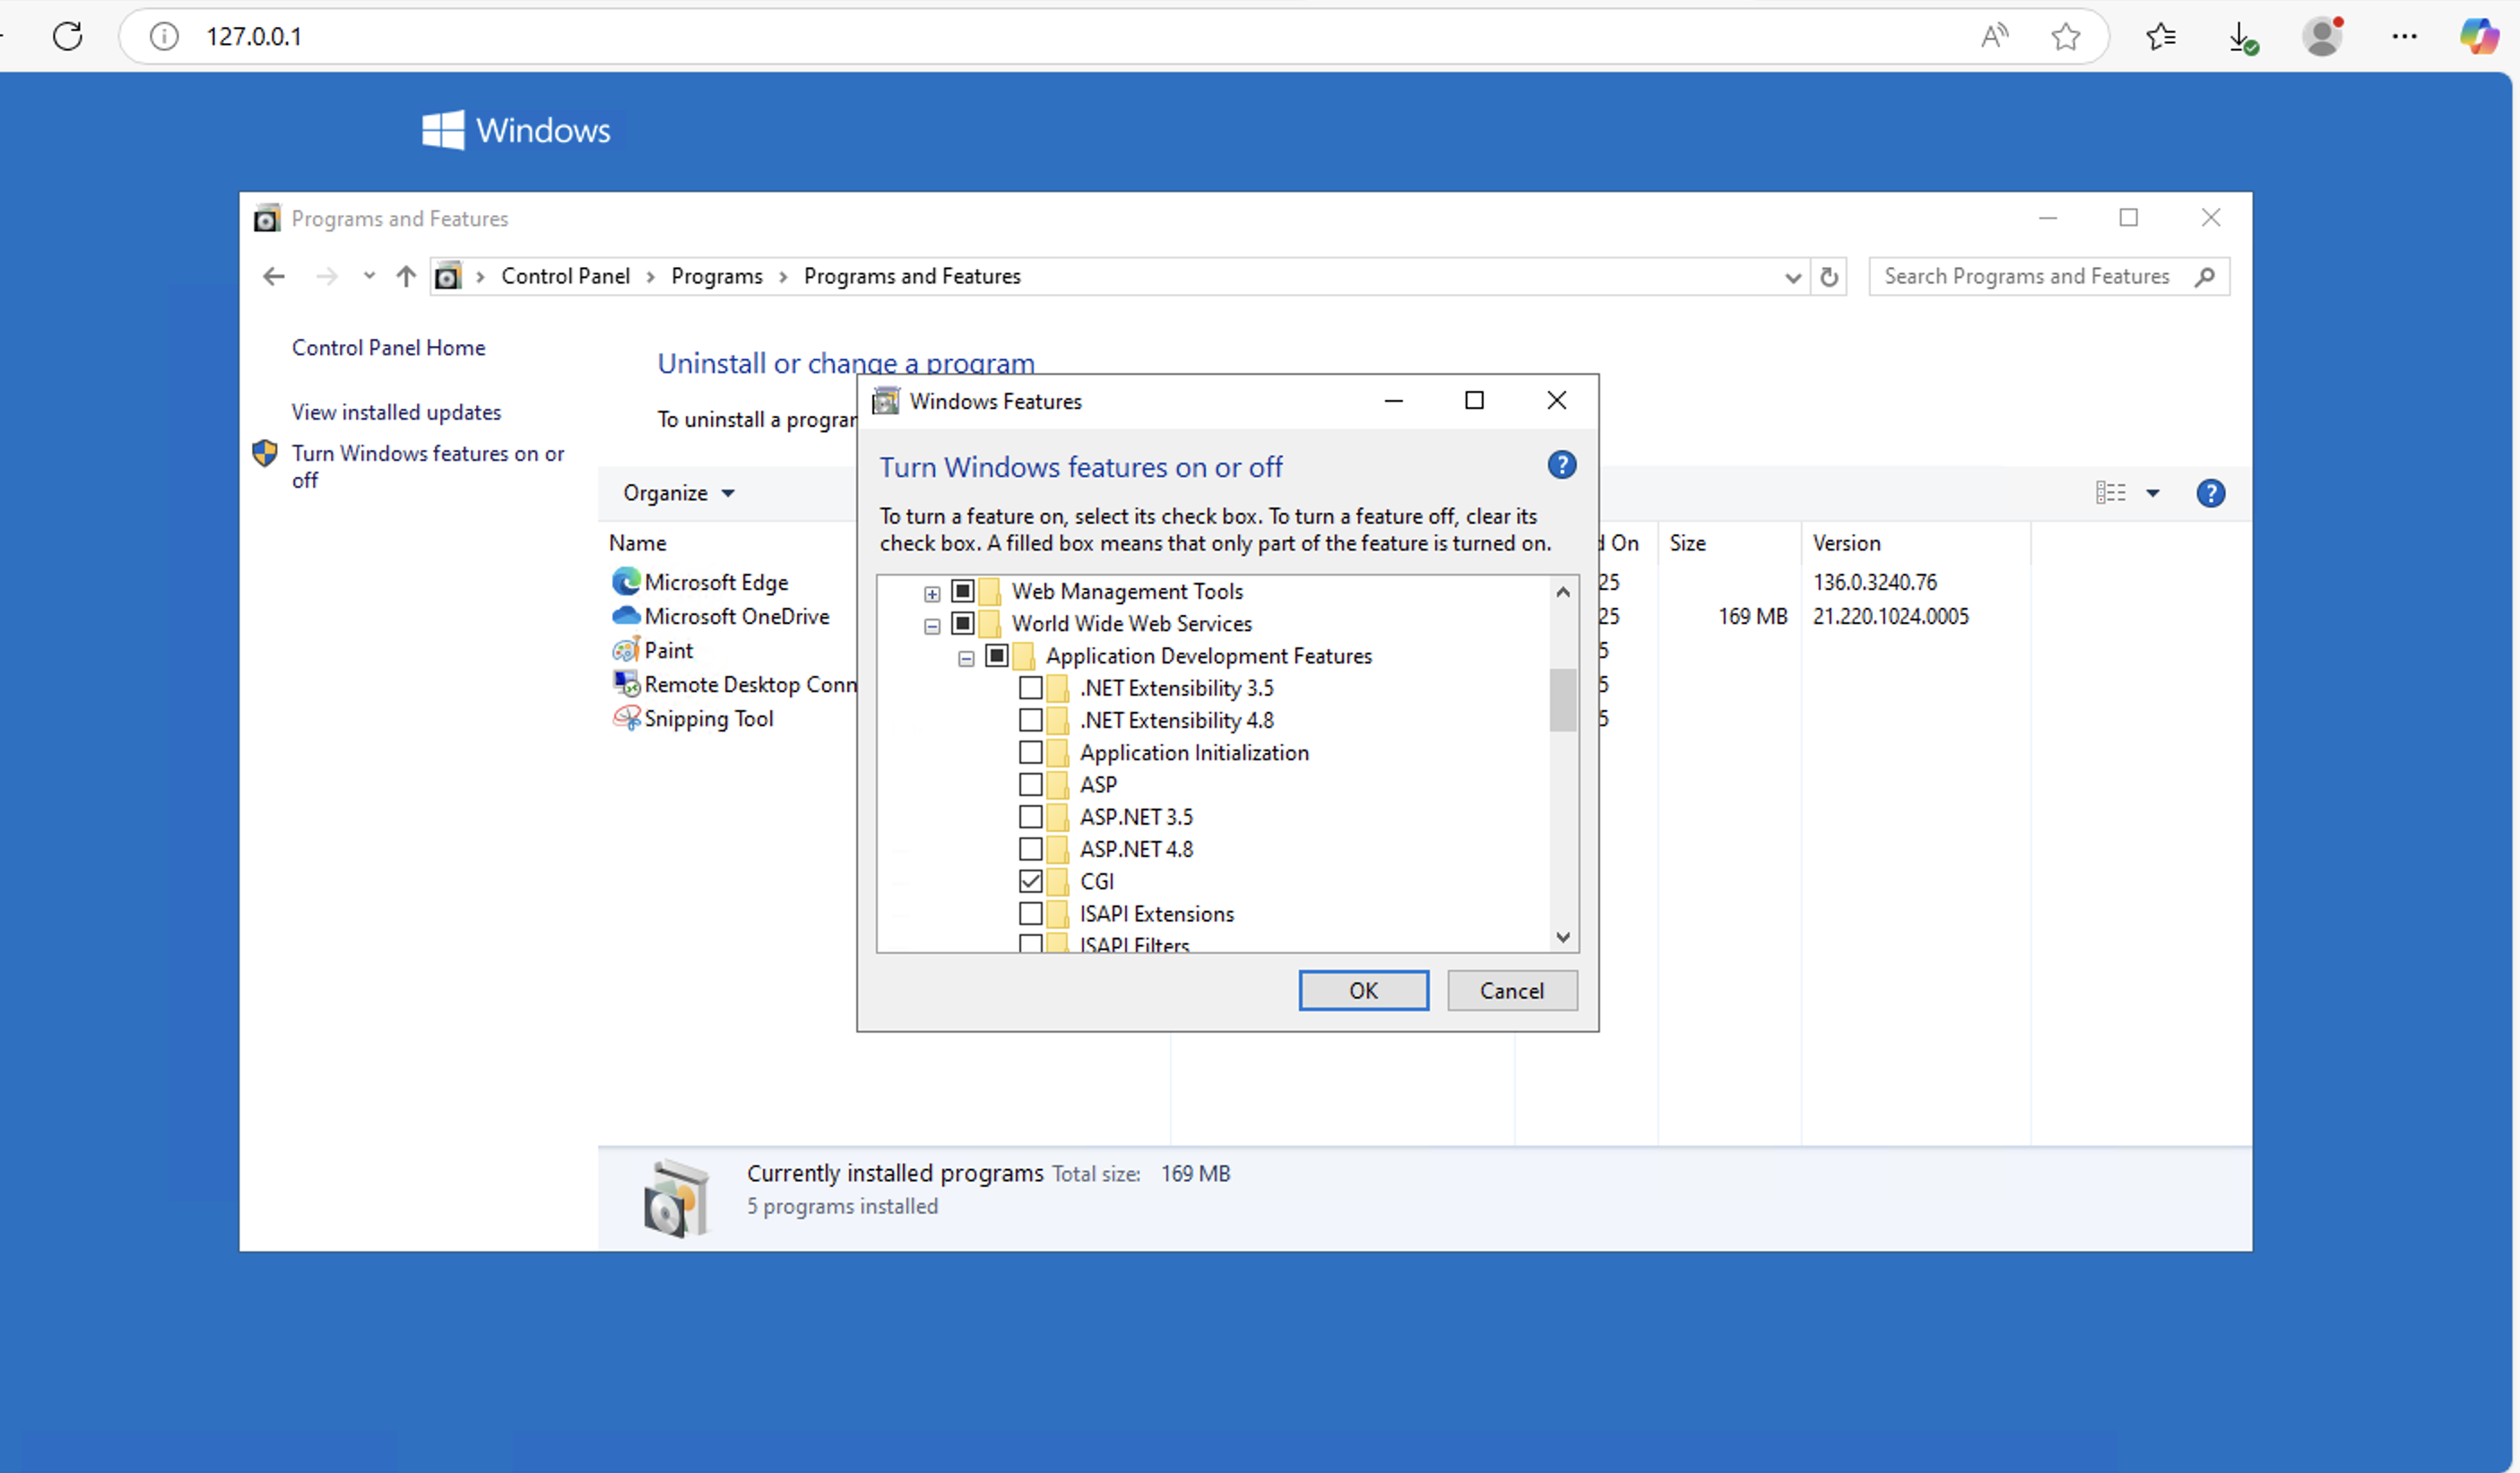 127.0.0.1
Windows
Programs and Features
Control Panel > Programs > Programs and Features
Search Programs and Features
Control Panel Home
View installed updates
Turn Windows features on or
off
Uninstall or change a program
To uninstall a
Organize
Name
On
Size
Version
Microsoft Edge
25
136.0.3240.76
Microsoft OneDrive
25
169 MB
21.220.1024.0005
Paint
5
Remote Desktop Conn
5
Snipping Tool
5
Windows Features
Turn Windows features on or off
To turn a feature on, select its check box. To turn a feature off, clear its
check box. A filled box means that only part of the feature is turned on.
Web Management Tools
World Wide Web Services
Application Development Features
.NET Extensibility 3.5
.NET Extensibility 4.8
Application Initialization
ASP
ASP.NET 3.5
ASP.NET 4.8
CGI
ISAPI Extensions
ISAPI Filters
OK
Cancel
Currently installed programs Total size: 169 MB
5 programs installed